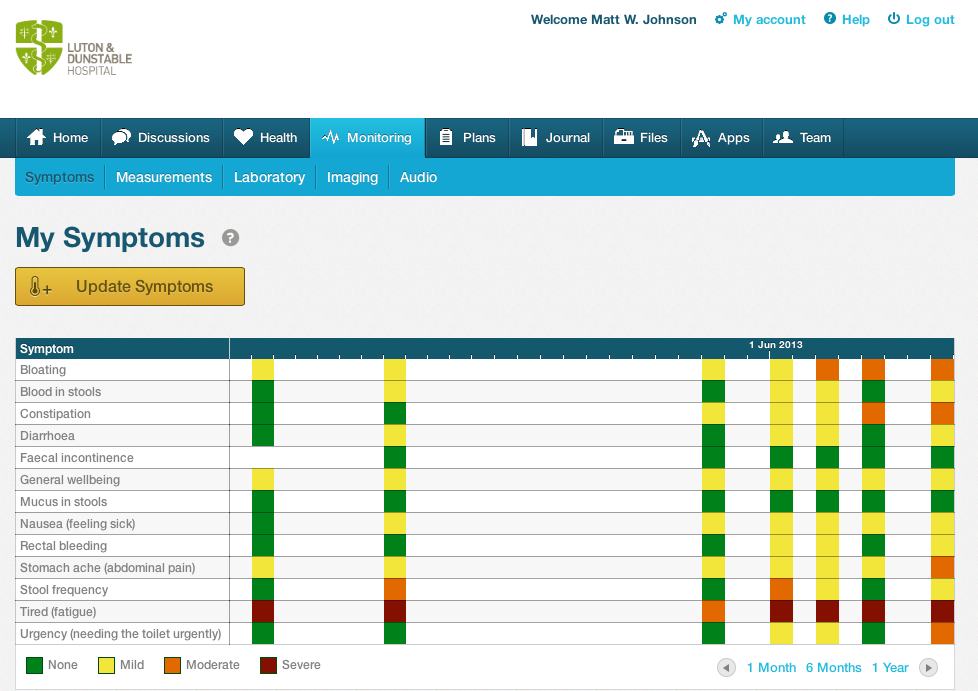 Welcome Matt W. Johnson My account Help Log out
LUTON &
DUNSTABLE
HOSPITAL
Home Discussions Health Monitoring Plans Journal Files Apps Team
Symptoms Measurements Laboratory Imaging Audio
My Symptoms ?
+ Update Symptoms
Symptom 1 Jun 2013
Bloating
Blood in stools
Constipation
Diarrhoea
Faecal incontinence
General wellbeing
Mucus in stools
Nausea (feeling sick)
Rectal bleeding
Stomach ache (abdominal pain)
Stool frequency
Tired (fatigue)
Urgency (needing the toilet urgently)
None Mild Moderate Severe 1 Month 6 Months 1 Year